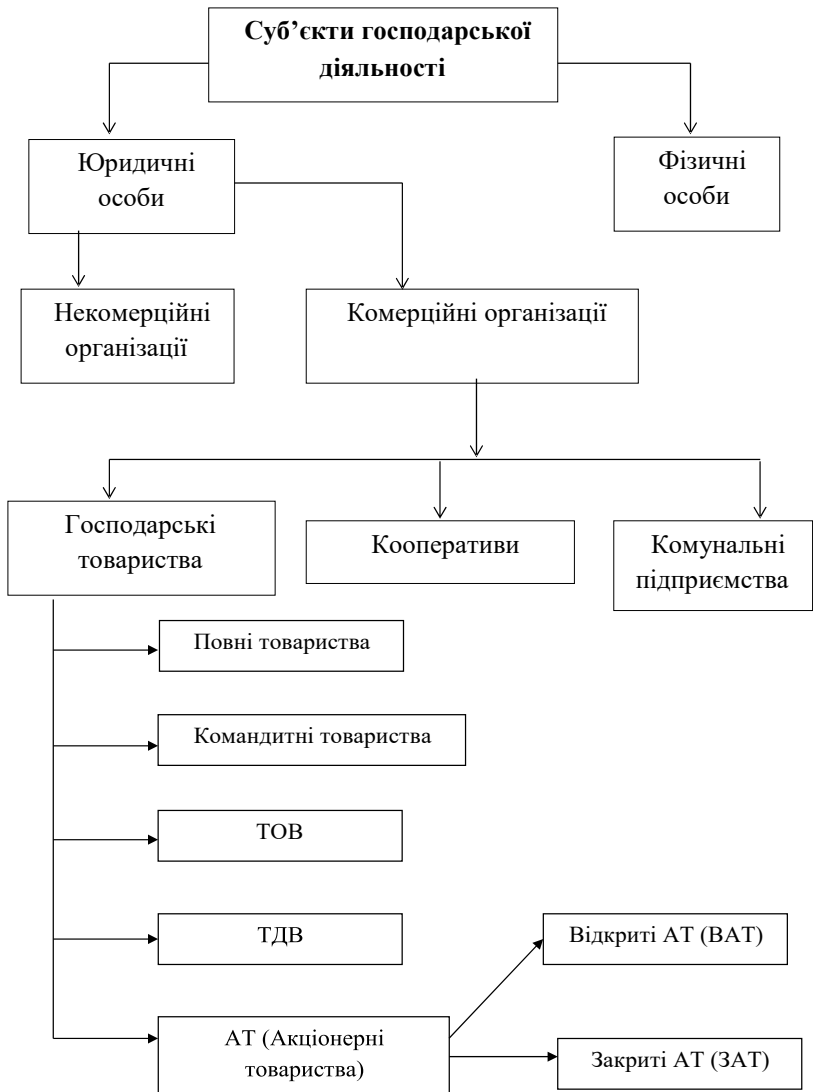 Суб’єкти господарської
діяльності
Юридичні
особи
Фізичні
особи
Некомерційні
організації
Комерційні організації
Господарські
товариства
Кооперативи
Комунальні
підприємства
Повні товариства
Командитні товариства
ТОВ
ТДВ
Відкриті АТ (ВАТ)
АТ (Акціонерні
товариства)
Закриті АТ (ЗАТ)